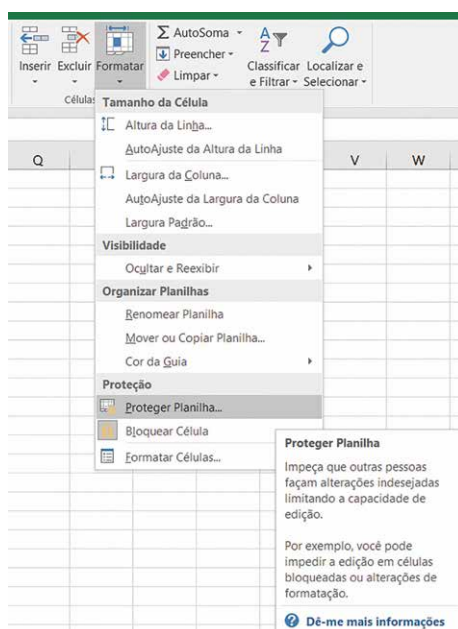 AutoSoma
Preencher
Limpar
Inserir Excluir Formatar
Classificar
e Filtrar
Localizar e
Selecionar
Células
Tamanho da Célula
Altura da Linha...
AutoAjuste da Altura da Linha
Largura da Coluna...
AutoAjuste da Largura da Coluna
Largura Padrão...
Visibilidade
Ocultar e Reexibir
Organizar Planilhas
Renomear Planilha
Mover ou Copiar Planilha...
Cor da Guia
Proteção
Proteger Planilha...
Bloquear Célula
Formatar Células...
Q
V
W
Proteger Planilha
Impeça que outras pessoas
façam alterações indesejadas
limitando a capacidade de
edição.
Por exemplo, você pode
impedir a edição em células
bloqueadas ou alterações de
formatação.
Dê-me mais informações